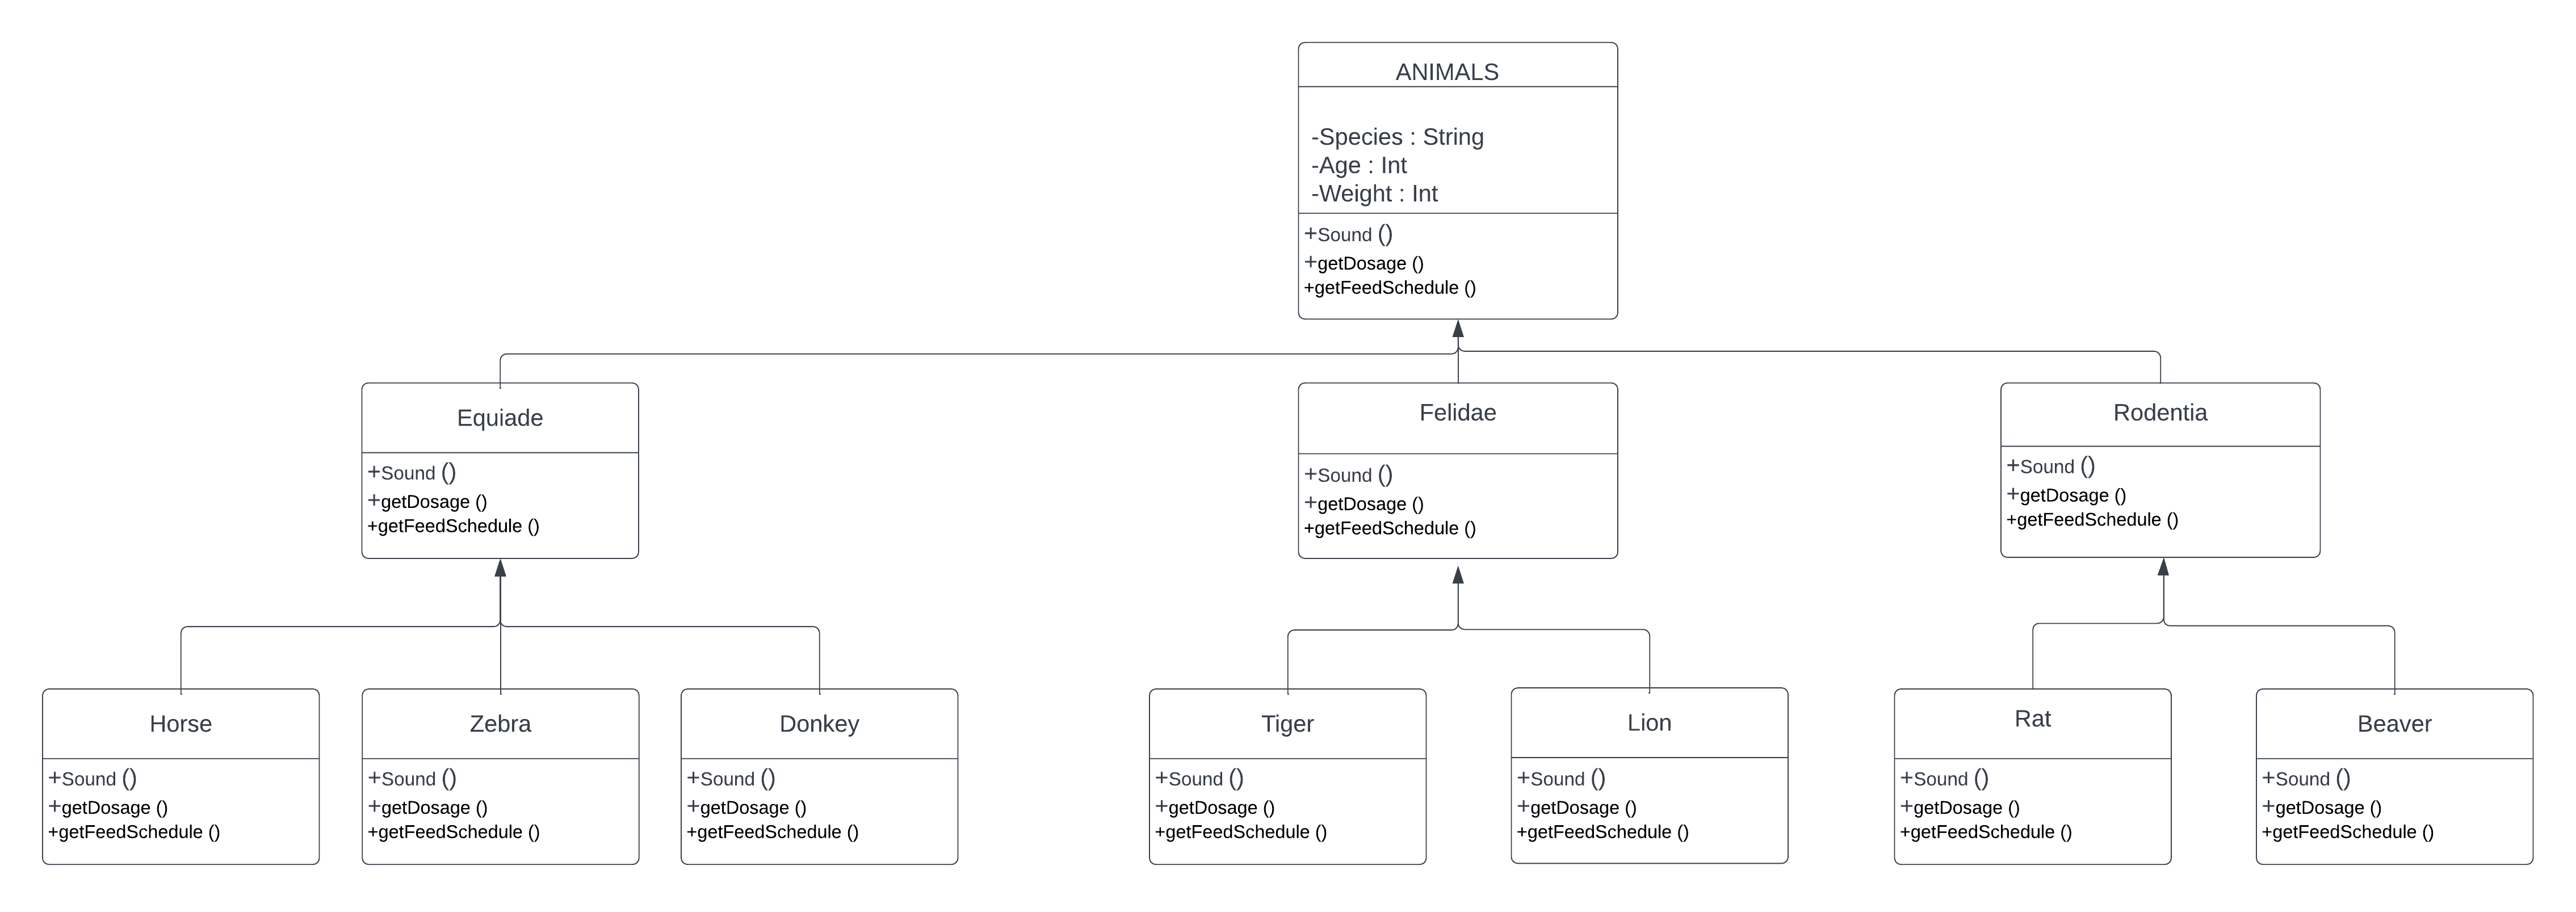 ANIMALS
-Species : String
-Age : Int
-Weight : Int
+Sound ()
+getDosage ()
+getFeedSchedule ()
Equiade
+Sound ()
+getDosage ()
+getFeedSchedule ()
Felidae
+Sound ()
+getDosage ()
+getFeedSchedule ()
Rodentia
+Sound ()
+getDosage ()
+getFeedSchedule ()
Horse
+Sound ()
+getDosage ()
+getFeedSchedule ()
Zebra
+Sound ()
+getDosage ()
+getFeedSchedule ()
Donkey
+Sound ()
+getDosage ()
+getFeedSchedule ()
Tiger
+Sound ()
+getDosage ()
+getFeedSchedule ()
Lion
+Sound ()
+getDosage ()
+getFeedSchedule ()
Rat
+Sound ()
+getDosage ()
+getFeedSchedule ()
Beaver
+Sound ()
+getDosage ()
+getFeedSchedule ()